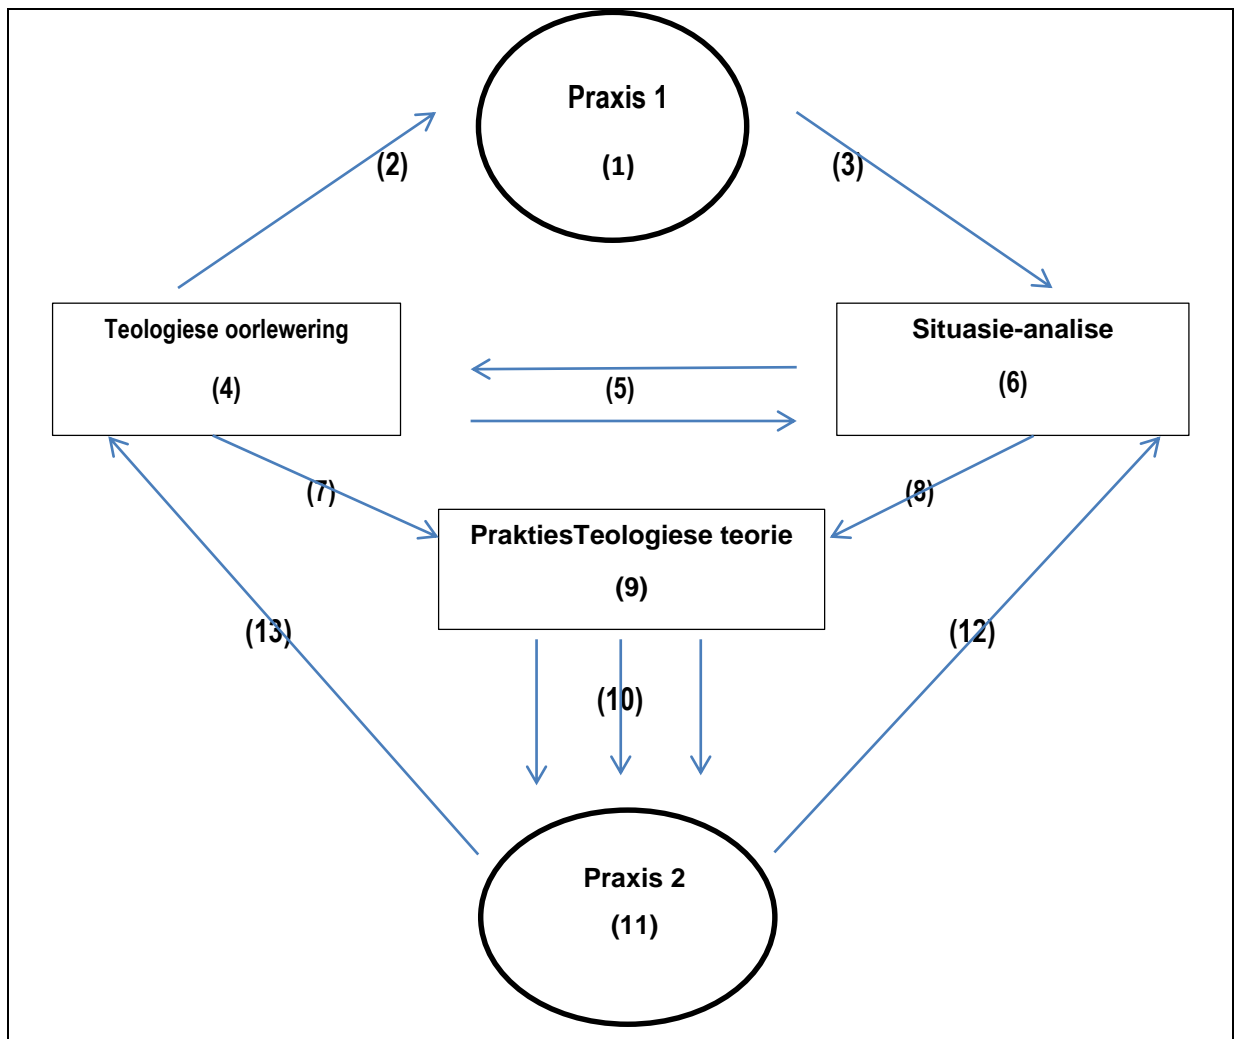 Praxis 1
(1)
(2)
(3)
Teologiese oorlewering
(4)
(5)
Situasie-analise
(6)
(7)
(8)
PraktiesTeologiese teorie
(9)
(13)
(12)
(10)
Praxis 2
(11)